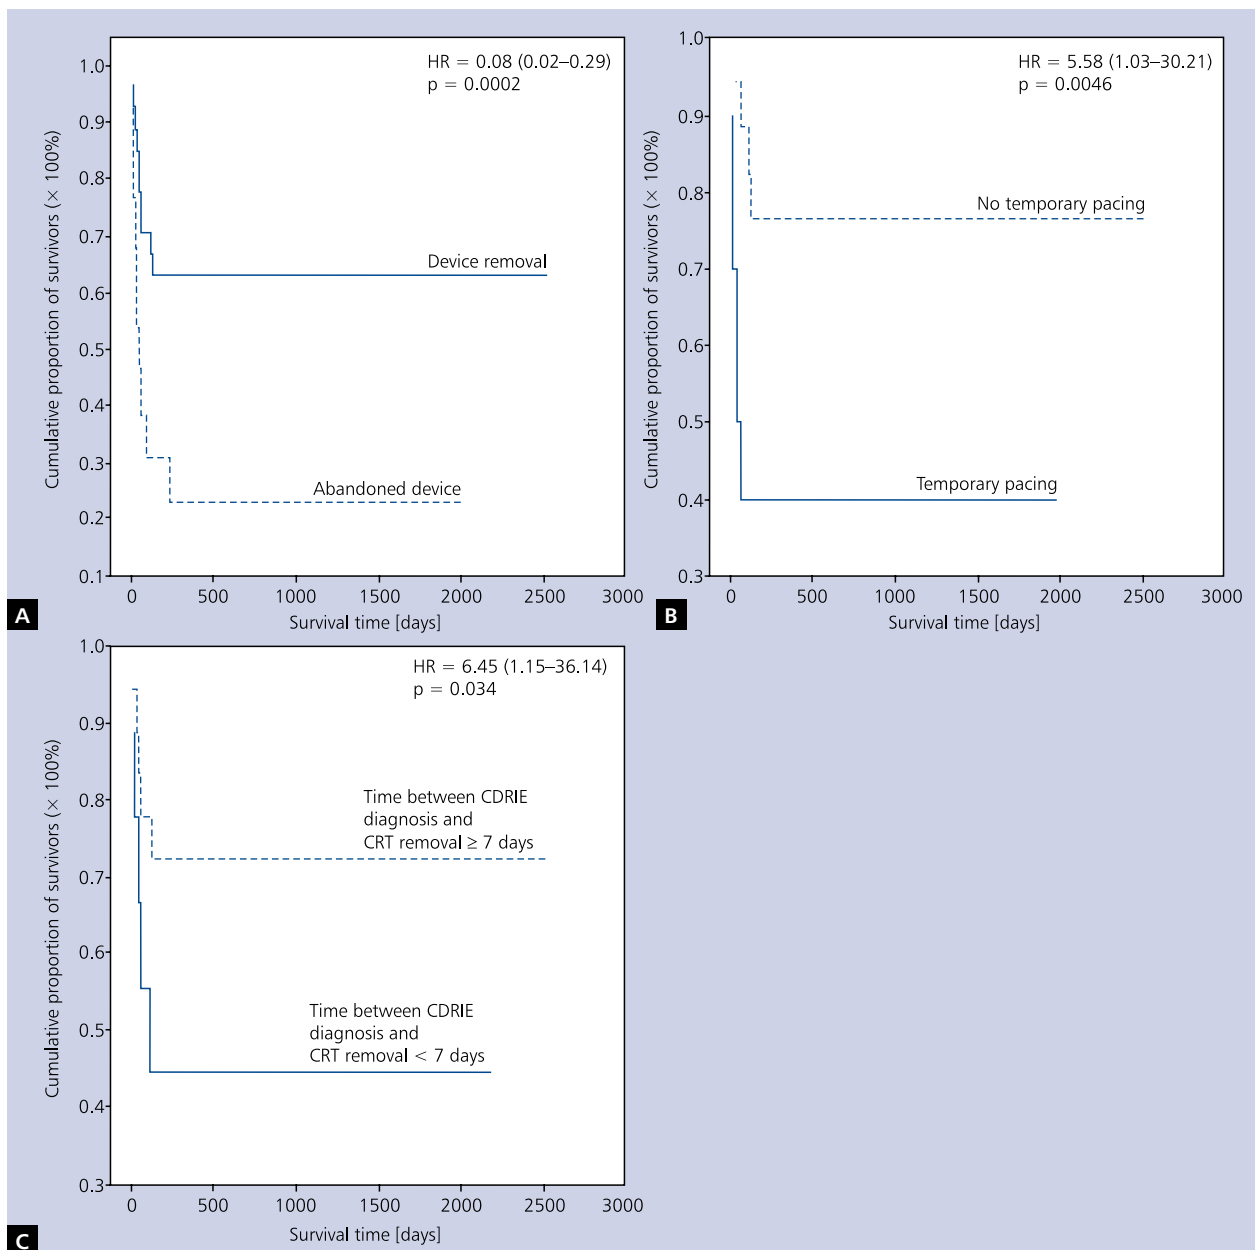 HR = 0.08 (0.02–0.29)
p = 0.0002
Cumulative proportion of survivors (× 100%)
1.0
0.9
0.8
0.7
0.6
0.5
0.4
0.3
0.2
0.1
Device removal
Abandoned device
0 500 1000 1500 2000 2500 3000
Survival time [days]
A
HR = 5.58 (1.03–30.21)
p = 0.0046
Cumulative proportion of survivors (× 100%)
1.0
0.9
0.8
0.7
0.6
0.5
0.4
0.3
No temporary pacing
Temporary pacing
0 500 1000 1500 2000 2500 3000
Survival time [days]
B
HR = 6.45 (1.15–36.14)
p = 0.034
Cumulative proportion of survivors (× 100%)
1.0
0.9
0.8
0.7
0.6
0.5
0.4
0.3
Time between CDRIE
diagnosis and
CRT removal ≥ 7 days
Time between CDRIE
diagnosis and
CRT removal < 7 days
0 500 1000 1500 2000 2500 3000
Survival time [days]
C